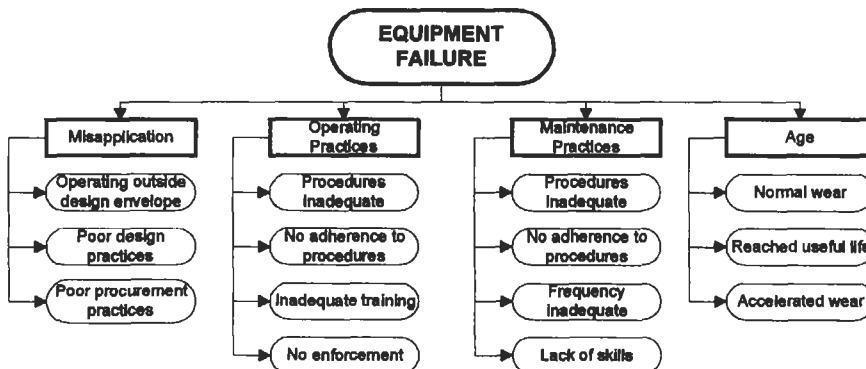 EQUIPMENT
FAILURE
Misapplication
Operating outside
design envelope
Poor design
practices
Poor procurement
practices
Operating
Practices
Procedures
Inadequate
No adherence to
procedures
Inadequate training
No enforcement
Maintenance
Practices
Procedures
Inadequate
No adherence to
procedures
Frequency
inadequate
Lack of skills
Age
Normal wear
Reached useful life
Accelerated wear